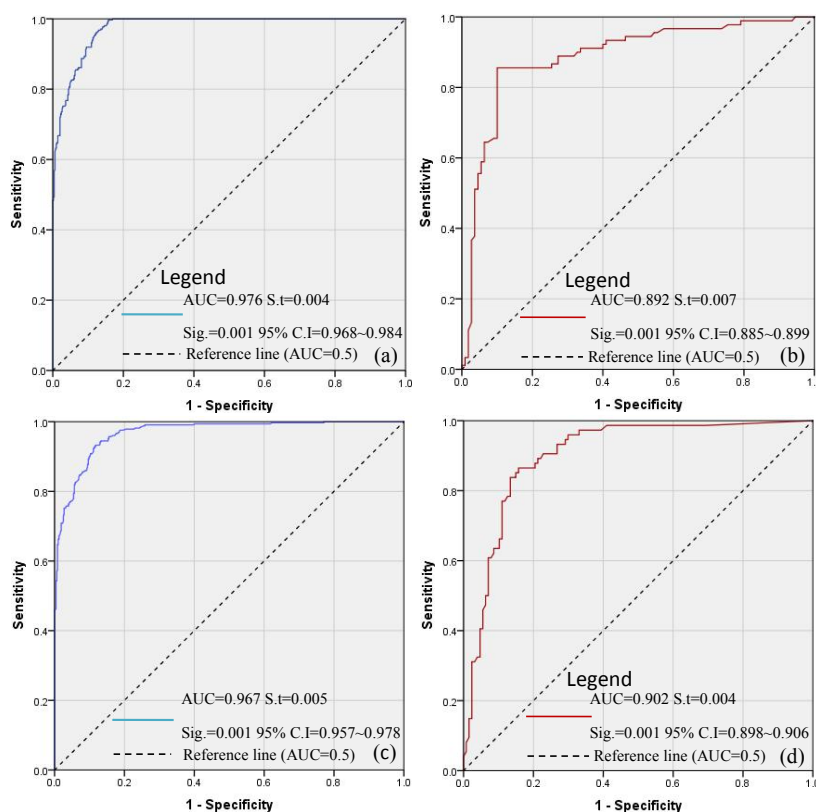 1.0
0.8
0.6
0.4
0.2
0.0
Sensitivity
Legend
AUC=0.976 S.t=0.004
Sig.=0.001 95% C.I=0.968~0.984
Reference line (AUC=0.5)
(a)
0.0 0.2 0.4 0.6 0.8 1.0
1 - Specificity
1.0
0.8
0.6
0.4
0.2
0.0
Sensitivity
Legend
AUC=0.892 S.t=0.007
Sig.=0.001 95% C.I=0.885~0.899
Reference line (AUC=0.5)
(b)
0.0 0.2 0.4 0.6 0.8 1.0
1 - Specificity
1.0
0.8
0.6
0.4
0.2
0.0
Sensitivity
AUC=0.967 S.t=0.005
Sig.=0.001 95% C.I=0.957~0.978
Reference line (AUC=0.5)
(c)
0.0 0.2 0.4 0.6 0.8 1.0
1 - Specificity
1.0
0.8
0.6
0.4
0.2
0.0
Sensitivity
Legend
AUC=0.902 S.t=0.004
Sig.=0.001 95% C.I=0.898~0.906
Reference line (AUC=0.5)
(d)
0.0 0.2 0.4 0.6 0.8 1.0
1 - Specificity